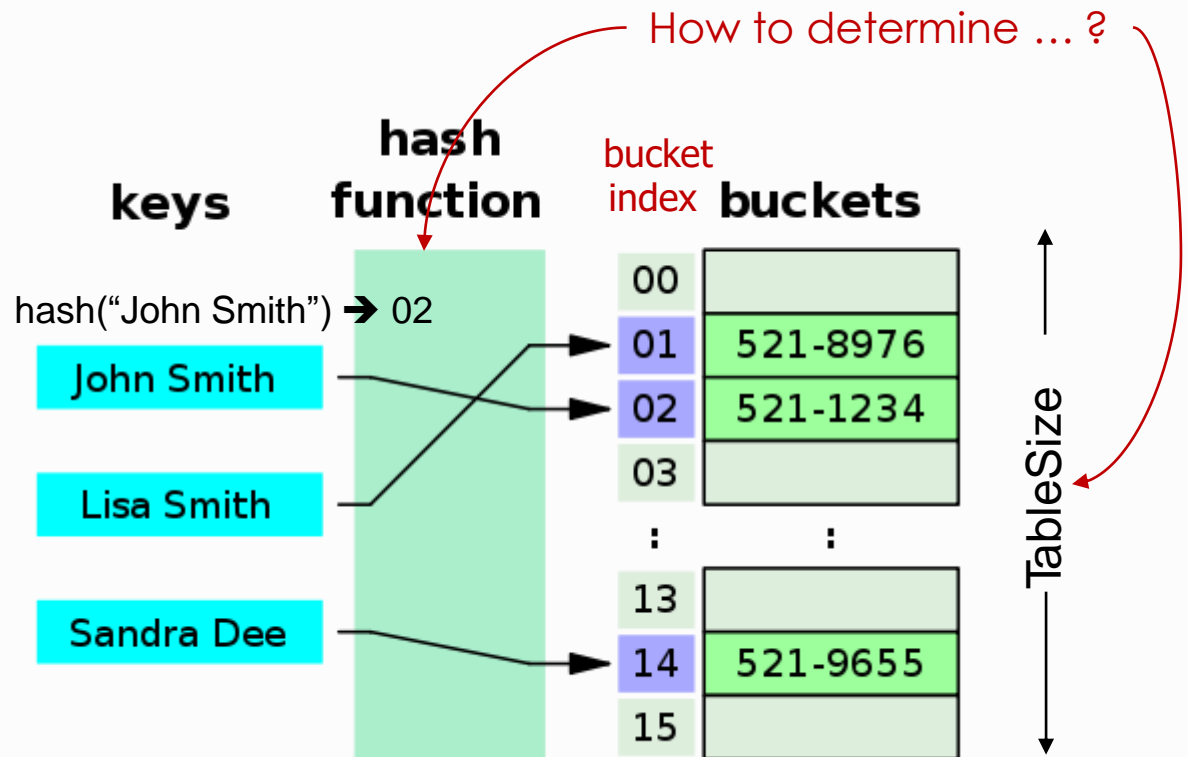 How to determine … ?
hash
function
keys
bucket
index
buckets
hash(“John Smith”) ➔ 02
John Smith
Lisa Smith
Sandra Dee
00
01 521-8976
02 521-1234
03
: :
13
14 521-9655
15
TableSize